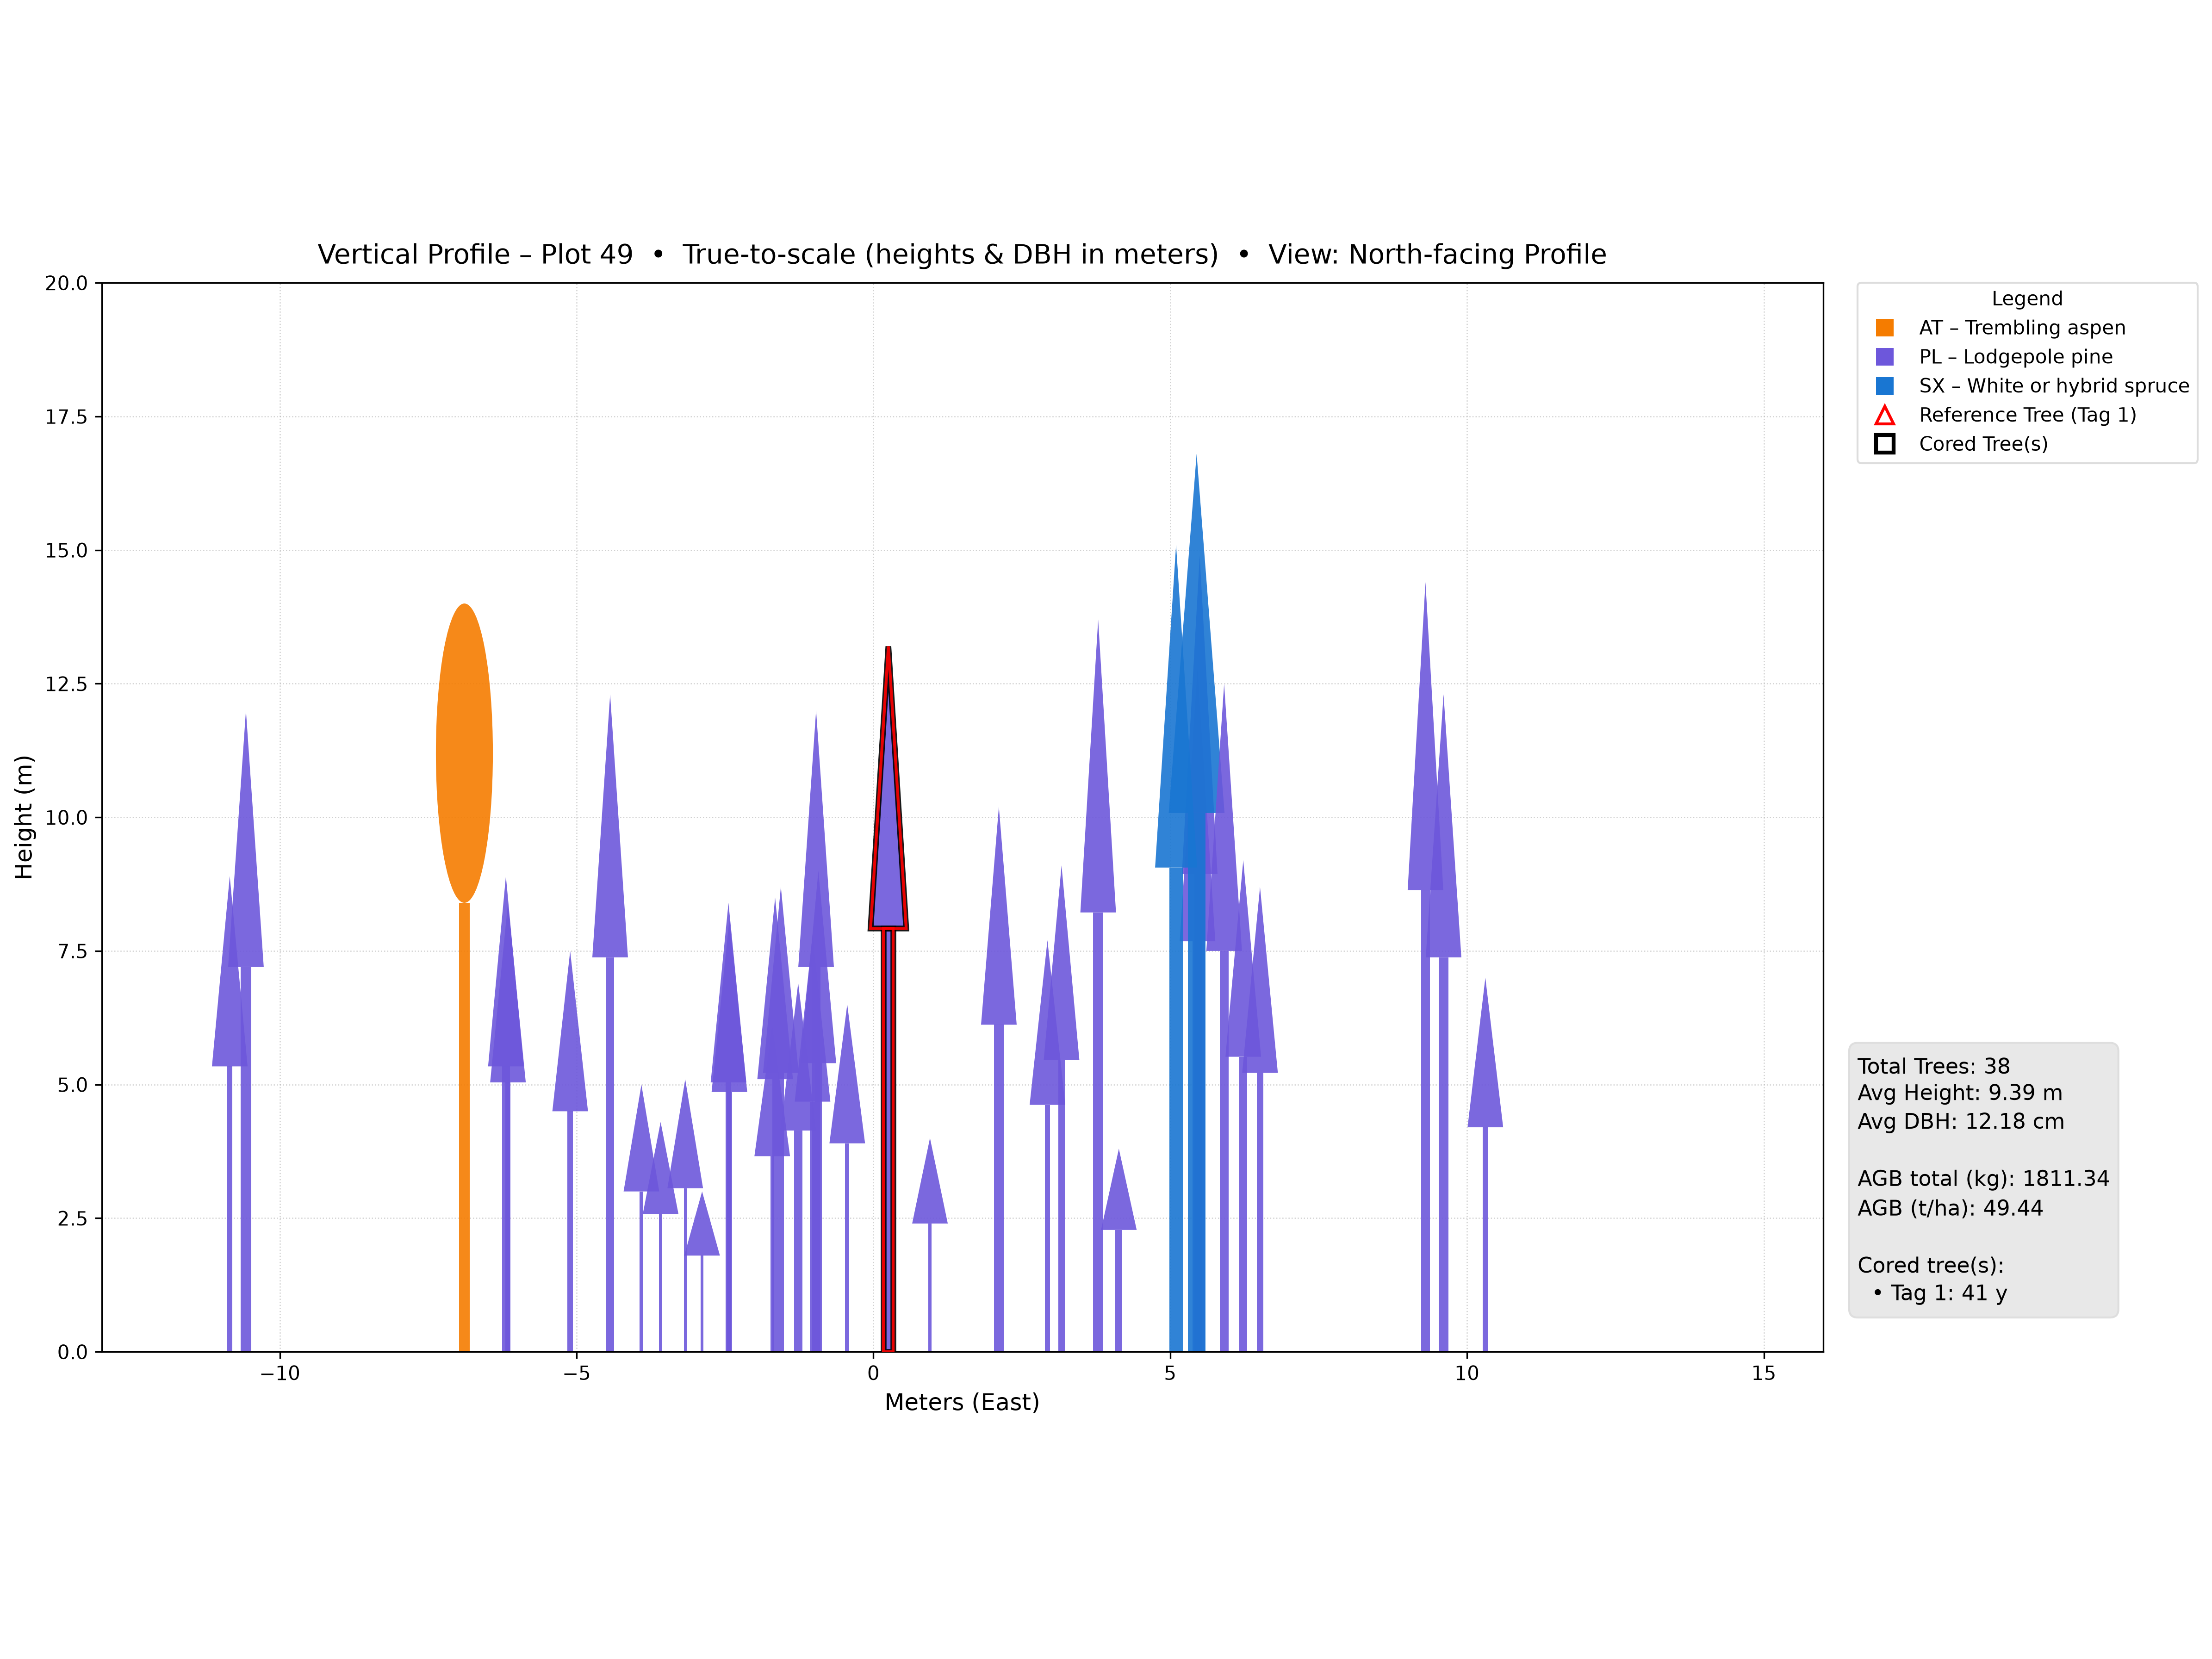 Vertical Profile – Plot 49 • True-to-scale (heights & DBH in meters) • View: North-facing Profile
20.0
17.5
15.0
12.5
10.0
7.5
5.0
2.5
0.0
Height (m)
−10
−5
0
5
10
15
Meters (East)
Legend
AT – Trembling aspen
PL – Lodgepole pine
SX – White or hybrid spruce
Reference Tree (Tag 1)
Cored Tree(s)
Total Trees: 38
Avg Height: 9.39 m
Avg DBH: 12.18 cm
AGB total (kg): 1811.34
AGB (t/ha): 49.44
Cored tree(s):
• Tag 1: 41 y